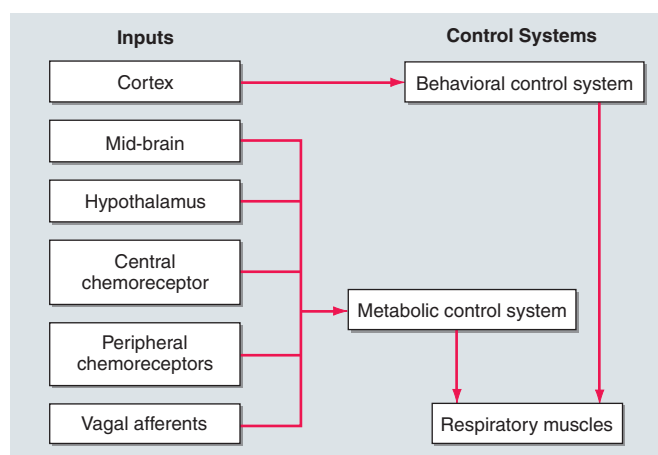 Inputs
Control Systems
Cortex
Behavioral control system
Mid-brain
Hypothalamus
Central
chemoreceptor
Metabolic control system
Peripheral
chemoreceptors
Vagal afferents
Respiratory muscles